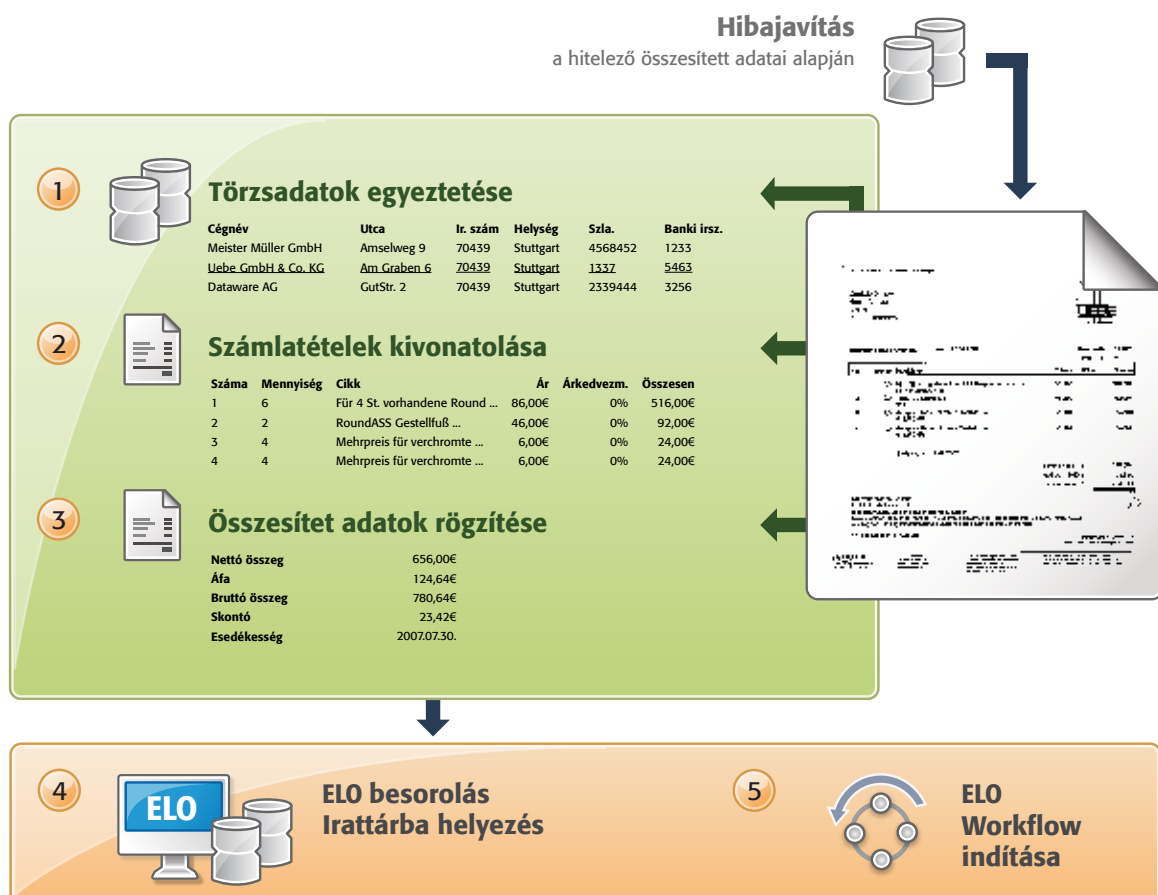 Hibajavítás
a hitelező összesített adatai alapján
1
Törzsadatok egyeztetése
Cégnév Utca Ir. szám Helység Szla. Banki irsz.
Meister Müller GmbH Amselweg 9 70439 Stuttgart 4568452 1233
Uebe GmbH & Co. KG Am Graben 6 70439 Stuttgart 1337 5463
Dataware AG GutStr. 2 70439 Stuttgart 2339444 3256
2
Számlatételek kivonatolása
Száma Mennyiség Cikk Ár Árkedvezm. Összesen
1 6 Für 4 St. vorhandene Round ... 86,00€ 0% 516,00€
2 2 RoundASS Gestellfuß ... 46,00€ 0% 92,00€
3 4 Mehrpreis für verchromte ... 6,00€ 0% 24,00€
4 4 Mehrpreis für verchromte ... 6,00€ 0% 24,00€
3
Összesítet adatok rögzítése
Nettó összeg 656,00€
Áfa 124,64€
Bruttó összeg 780,64€
Skontó 23,42€
Esedékesség 2007.07.30.
4
ELO
ELO besorolás
Irattárba helyezés
5
ELO
Workflow
indítása